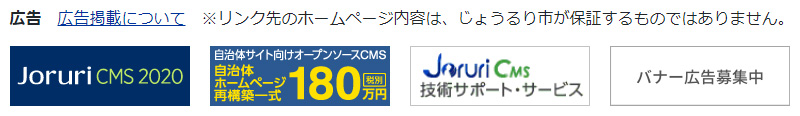 広告 広告掲載について ※リンク先のホームページ内容は、じょうるり市が保証するものではありません。
Joruri CMS 2020
自治体サイト向けオープンソースCMS
自治体
ホームページ
再構築一式
180
税別
万円
Joruri CMS
技術サポート・サービス
バナー広告募集中